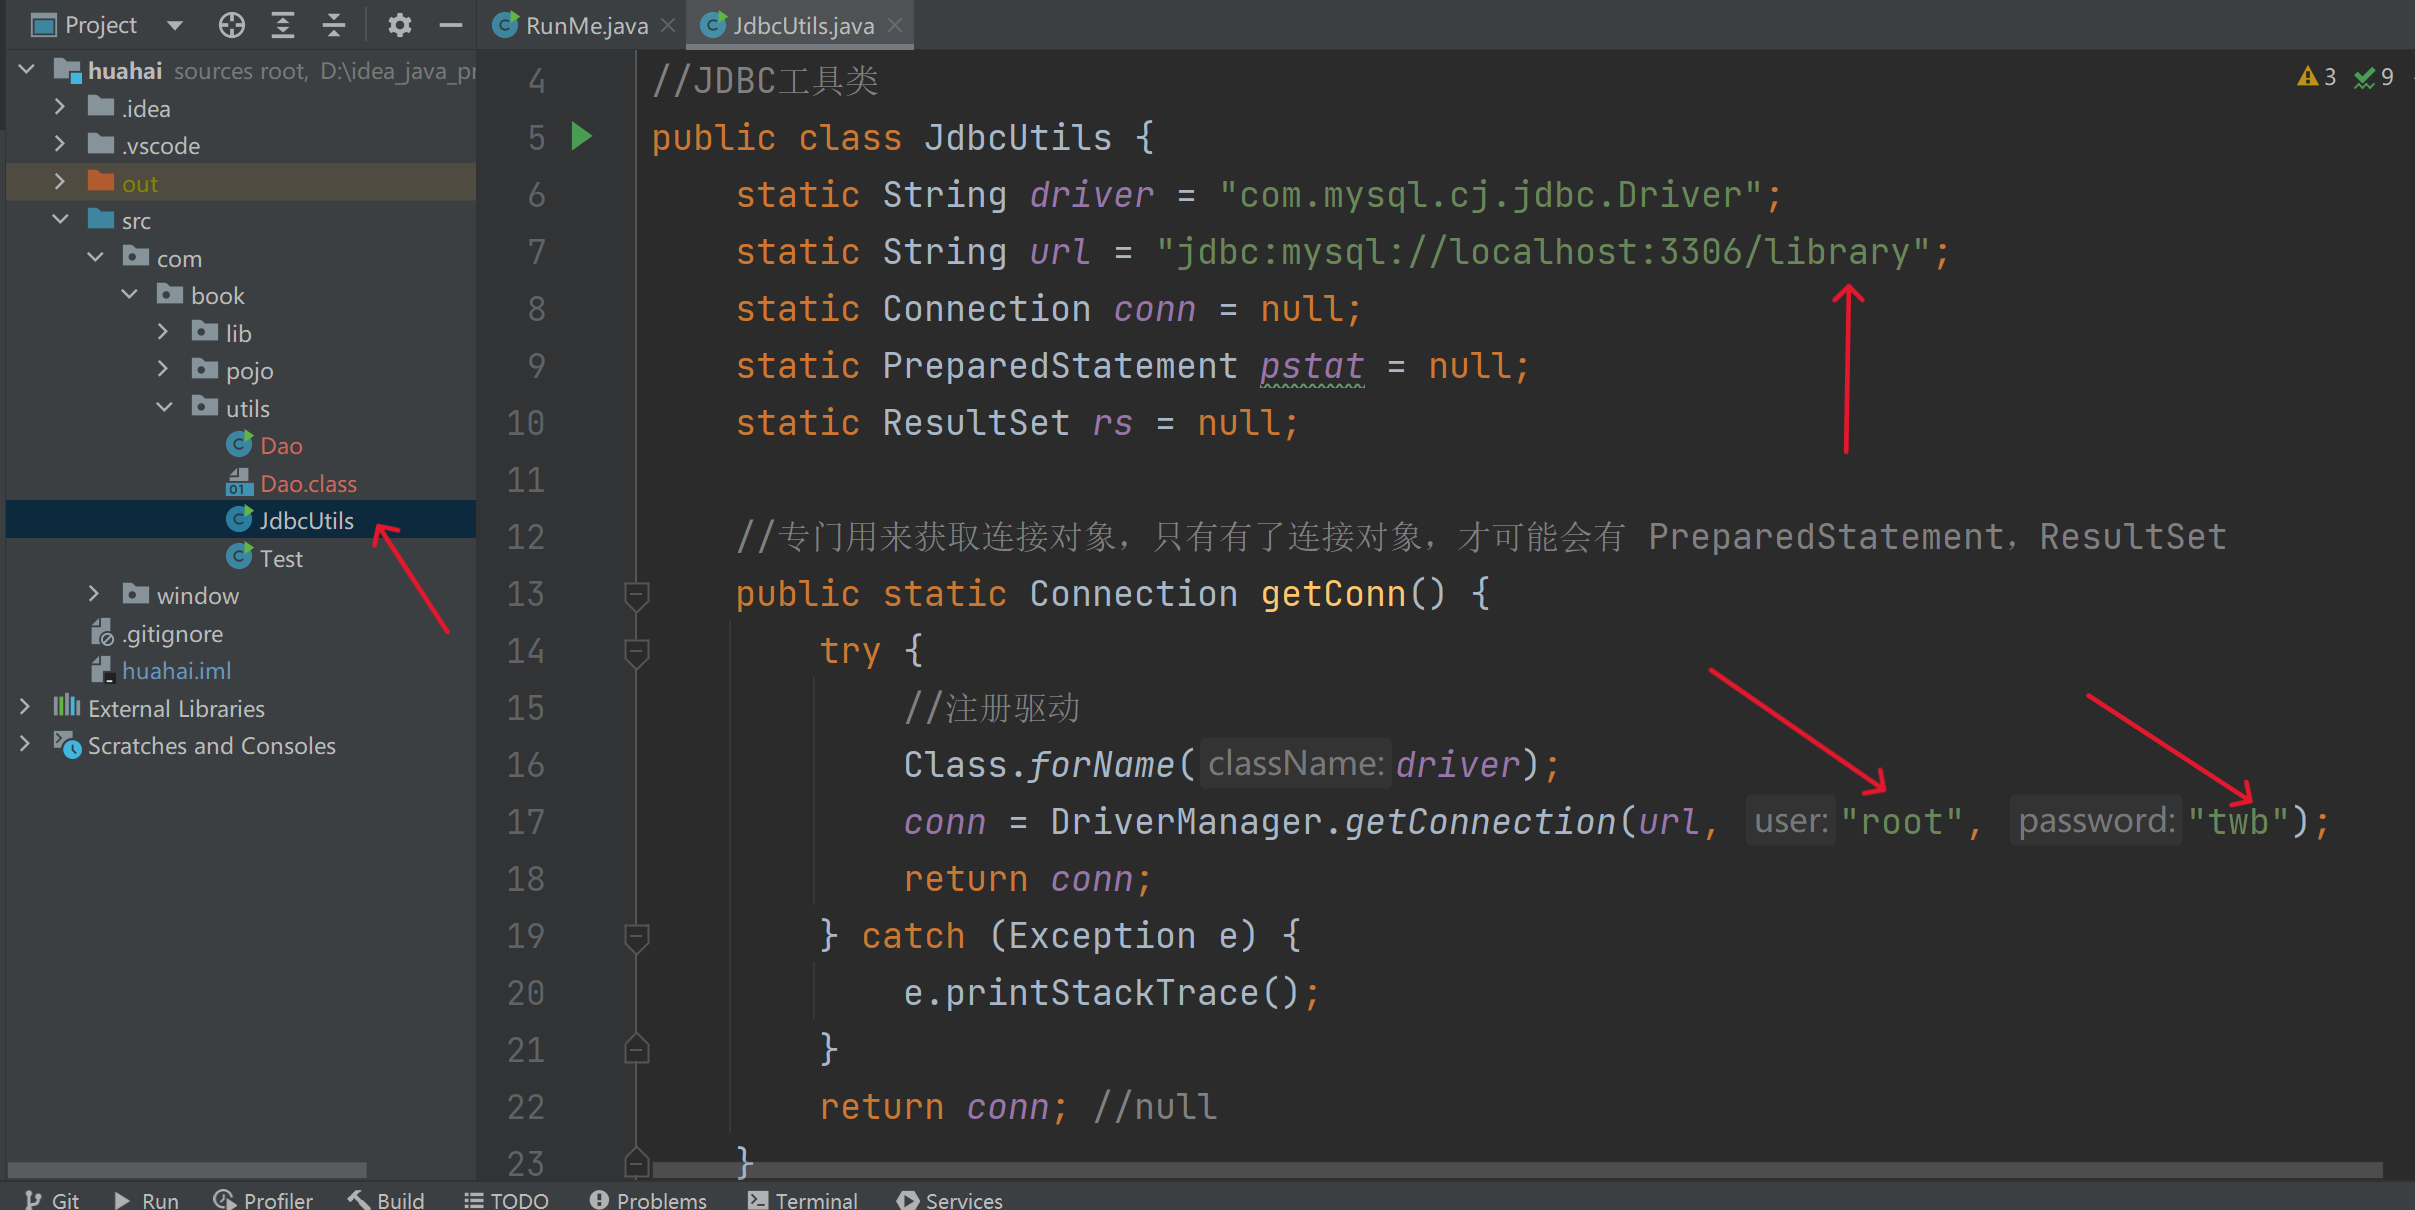 Project
RunMe.java
JdbcUtils.java
huahai sources root, D:\idea_java_pr
.idea
.vscode
out
src
com
book
lib
pojo
utils
Dao
Dao.class
JdbcUtils
Test
window
.gitignore
huahai.iml
External Libraries
Scratches and Consoles
3 9
4 //JDBC工具类
5 public class JdbcUtils {
6 static String driver = "com.mysql.cj.jdbc.Driver";
7 static String url = "jdbc:mysql://localhost:3306/library";
8 static Connection conn = null;
9 static PreparedStatement pstat = null;
10 static ResultSet rs = null;
11
12 //专门用来获取连接对象，只有有了连接对象，才可能会有 PreparedStatement，ResultSet
13 public static Connection getConn() {
14 try {
15 //注册驱动
16 Class.forName( className: driver);
17 conn = DriverManager.getConnection(url, user: "root", password: "twb");
18 return conn;
19 } catch (Exception e) {
20 e.printStackTrace();
21 }
22 return conn; //null
23 }
Git Run Profiler Build TODO Problems Terminal Services